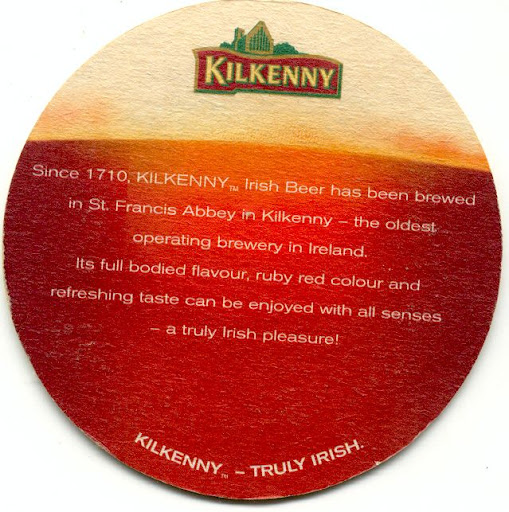 KILKENNY
Since 1710, KILKENNY™ Irish Beer has been brewed
in St. Francis Abbey in Kilkenny – the oldest
operating brewery in Ireland.
Its full bodied flavour, ruby red colour and
refreshing taste can be enjoyed with all senses
– a truly Irish pleasure!
KILKENNY™ – TRULY IRISH.